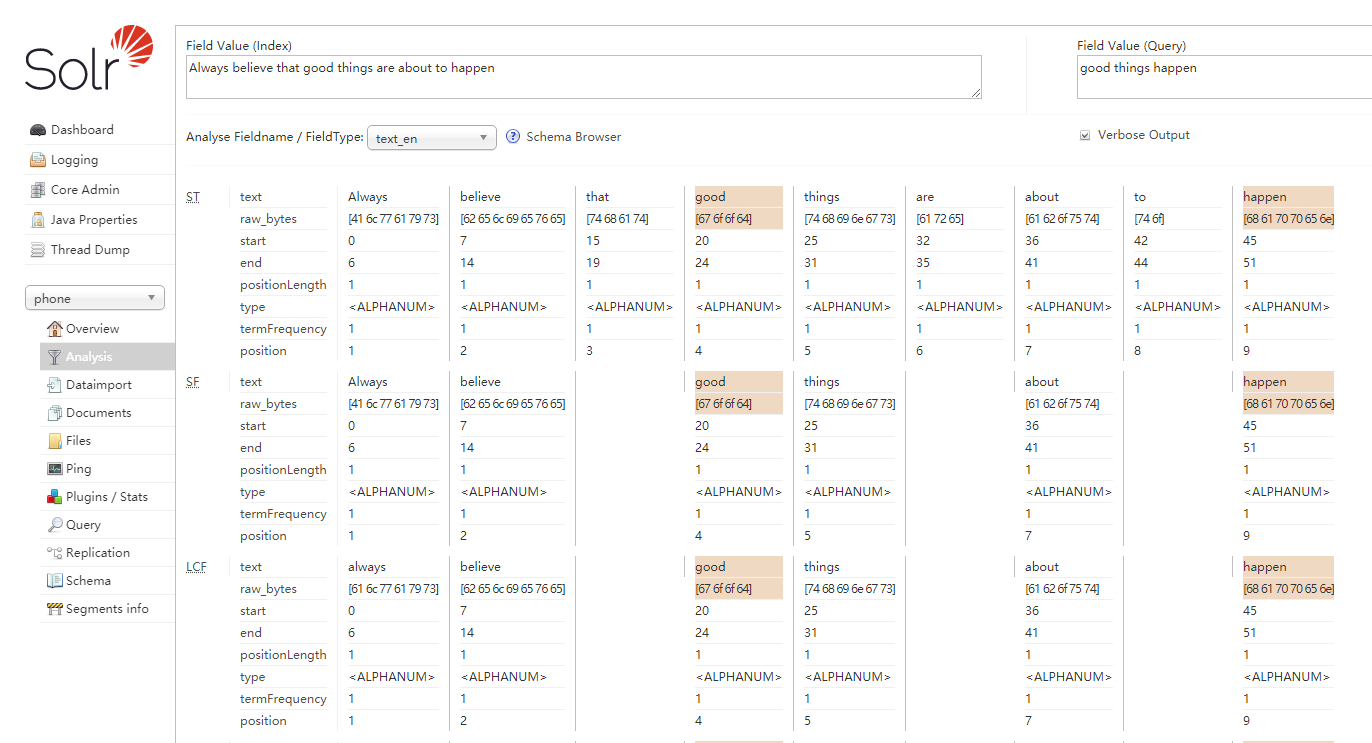 Solr
Field Value (Index)
Field Value (Query)
Always believe that good things are about to happen
good things happen
Analyse Fieldname / FieldType: text_en ? Schema Browser
Verbose Output
Dashboard
Logging
Core Admin
Java Properties
Thread Dump
phone
Overview
Analysis
Dataimport
Documents
Files
Ping
Plugins / Stats
Query
Replication
Schema
Segments info
ST text Always believe that good things are about to happen
raw_bytes [41 6c 77 61 79 73] [62 65 6c 69 65 76 65] [74 68 61 74] [67 6f 6f 64] [74 68 69 6e 67 73] [61 72 65] [61 62 6f 75 74] [74 6f] [68 61 70 70 65 6e]
start 0 7 15 20 25 32 36 42 45
end 6 14 19 24 31 35 41 44 51
positionLength 1 1 1 1 1 1 1 1 1
type <ALPHANUM> <ALPHANUM> <ALPHANUM> <ALPHANUM> <ALPHANUM> <ALPHANUM> <ALPHANUM> <ALPHANUM> <ALPHANUM>
termFrequency 1 1 1 1 1 1 1 1 1
position 1 2 3 4 5 6 7 8 9
SF text Always believe good things about happen
raw_bytes [41 6c 77 61 79 73] [62 65 6c 69 65 76 65] [67 6f 6f 64] [74 68 69 6e 67 73] [61 62 6f 75 74] [68 61 70 70 65 6e]
start 0 7 20 25 36 45
end 6 14 24 31 41 51
positionLength 1 1 1 1 1 1
type <ALPHANUM> <ALPHANUM> <ALPHANUM> <ALPHANUM> <ALPHANUM> <ALPHANUM>
termFrequency 1 1 1 1 1 1
position 1 2 4 5 7 9
LCF text always believe good things about happen
raw_bytes [61 6c 77 61 79 73] [62 65 6c 69 65 76 65] [67 6f 6f 64] [74 68 69 6e 67 73] [61 62 6f 75 74] [68 61 70 70 65 6e]
start 0 7 20 25 36 45
end 6 14 24 31 41 51
positionLength 1 1 1 1 1 1
type <ALPHANUM> <ALPHANUM> <ALPHANUM> <ALPHANUM> <ALPHANUM> <ALPHANUM>
termFrequency 1 1 1 1 1 1
position 1 2 4 5 7 9